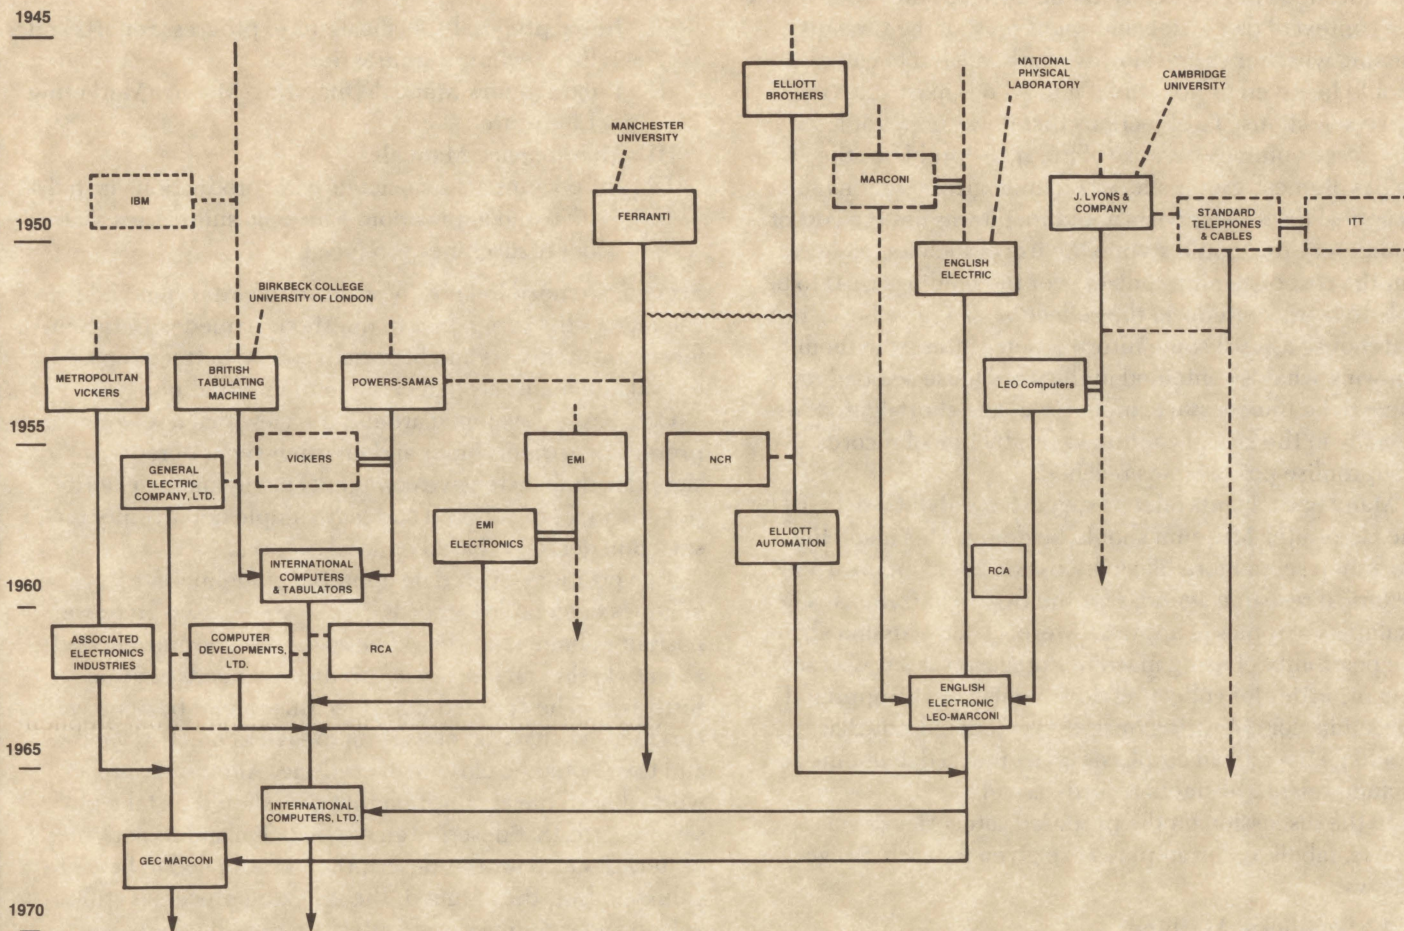 1945
NATIONAL
PHYSICAL
LABORATORY
CAMBRIDGE
UNIVERSITY
ELLIOTT
BROTHERS
MANCHESTER
UNIVERSITY
MARCONI
IBM
FERRANTI
J. LYONS &
COMPANY
STANDARD
TELEPHONES
& CABLES
ITT
1950
ENGLISH
ELECTRIC
BIRKBECK COLLEGE
UNIVERSITY OF LONDON
METROPOLITAN
VICKERS
BRITISH
TABULATING
MACHINE
POWERS-SAMAS
LEO Computers
1955
GENERAL
ELECTRIC
COMPANY, LTD.
VICKERS
EMI
NCR
EMI
ELECTRONICS
ELLIOTT
AUTOMATION
INTERNATIONAL
COMPUTERS
& TABULATORS
RCA
1960
ASSOCIATED
ELECTRONICS
INDUSTRIES
COMPUTER
DEVELOPMENTS,
LTD.
RCA
ENGLISH
ELECTRONIC
LEO-MARCONI
1965
INTERNATIONAL
COMPUTERS, LTD.
GEC MARCONI
1970